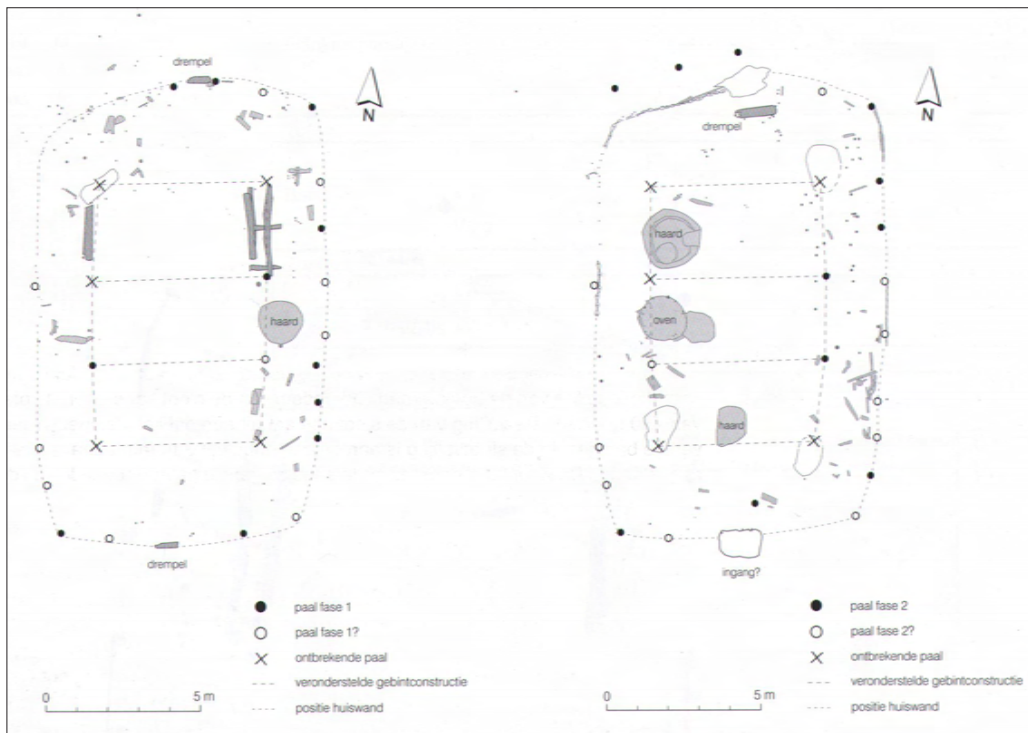 drempel
N
haard
drempel
paal fase 1
paal fase 1?
ontbrekende paal
veronderstelde gebintconstructie
positie huiswand
0 5 m
N
drempel
haard
oven
haard
ingang?
paal fase 2
paal fase 2?
ontbrekende paal
veronderstelde gebintconstructie
positie huiswand
0 5 m